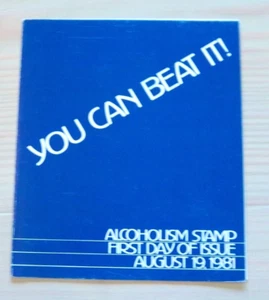 YOU CAN BEAT IT!
ALCOHOLISM STAMP
FIRST DAY OF ISSUE
AUGUST 19, 1981